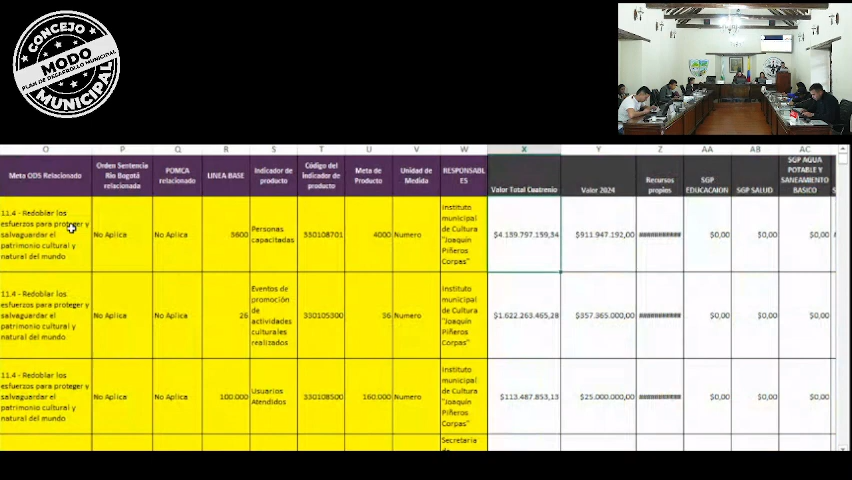 CONCEJO
MODO
PLAN DE DESARROLLO MUNICIPAL
MUNICIPAL
O P Q R S T U V W X Y Z AA AB AC
Meta ODS Relacionado
Orden Sentencia
Rio Bogotá
relacionada
POMCA
relacionado
LINEA BASE
Indicador de
producto
Código del
indicador de
producto
Meta de
Producto
Unidad de
Medida
RESPONSABL
ES
Valor Total Cuatrenio
Valor 2024
Recursos
propios
SGP
EDUCACAION
SGP SALUD
SGP AGUA
POTABLE Y
SANEAMIENTO
BASICO
11.4 - Redoblar los
esfuerzos para proteger y
salvaguardar el
patrimonio cultural y
natural del mundo
No Aplica
No Aplica
5600
Personas
capacitadas
330108701
4000
Numero
Instituto
municipal
de Cultura
"Joaquín
Piñeros
Corpas"
$4.159.797.159,34
$911.947.192,00
###########
$0,00
$0,00
$0,00
11.4 - Redoblar los
esfuerzos para proteger y
salvaguardar el
patrimonio cultural y
natural del mundo
No Aplica
No Aplica
26
Eventos de
promoción
de
actividades
culturales
realizados
330105300
36
Numero
Instituto
municipal
de Cultura
"Joaquín
Piñeros
Corpas"
$1.622.263.465,28
$357.365.000,00
###########
$0,00
$0,00
$0,00
11.4 - Redoblar los
esfuerzos para proteger y
salvaguardar el
patrimonio cultural y
natural del mundo
No Aplica
No Aplica
100.000
Usuarios
Atendidos
330108500
160,000
Numero
Instituto
municipal
de Cultura
"Joaquín
Piñeros
Corpas"
$113.487.853,13
$25.000.000,00
###########
$0,00
$0,00
$0,00
Secretaría
de